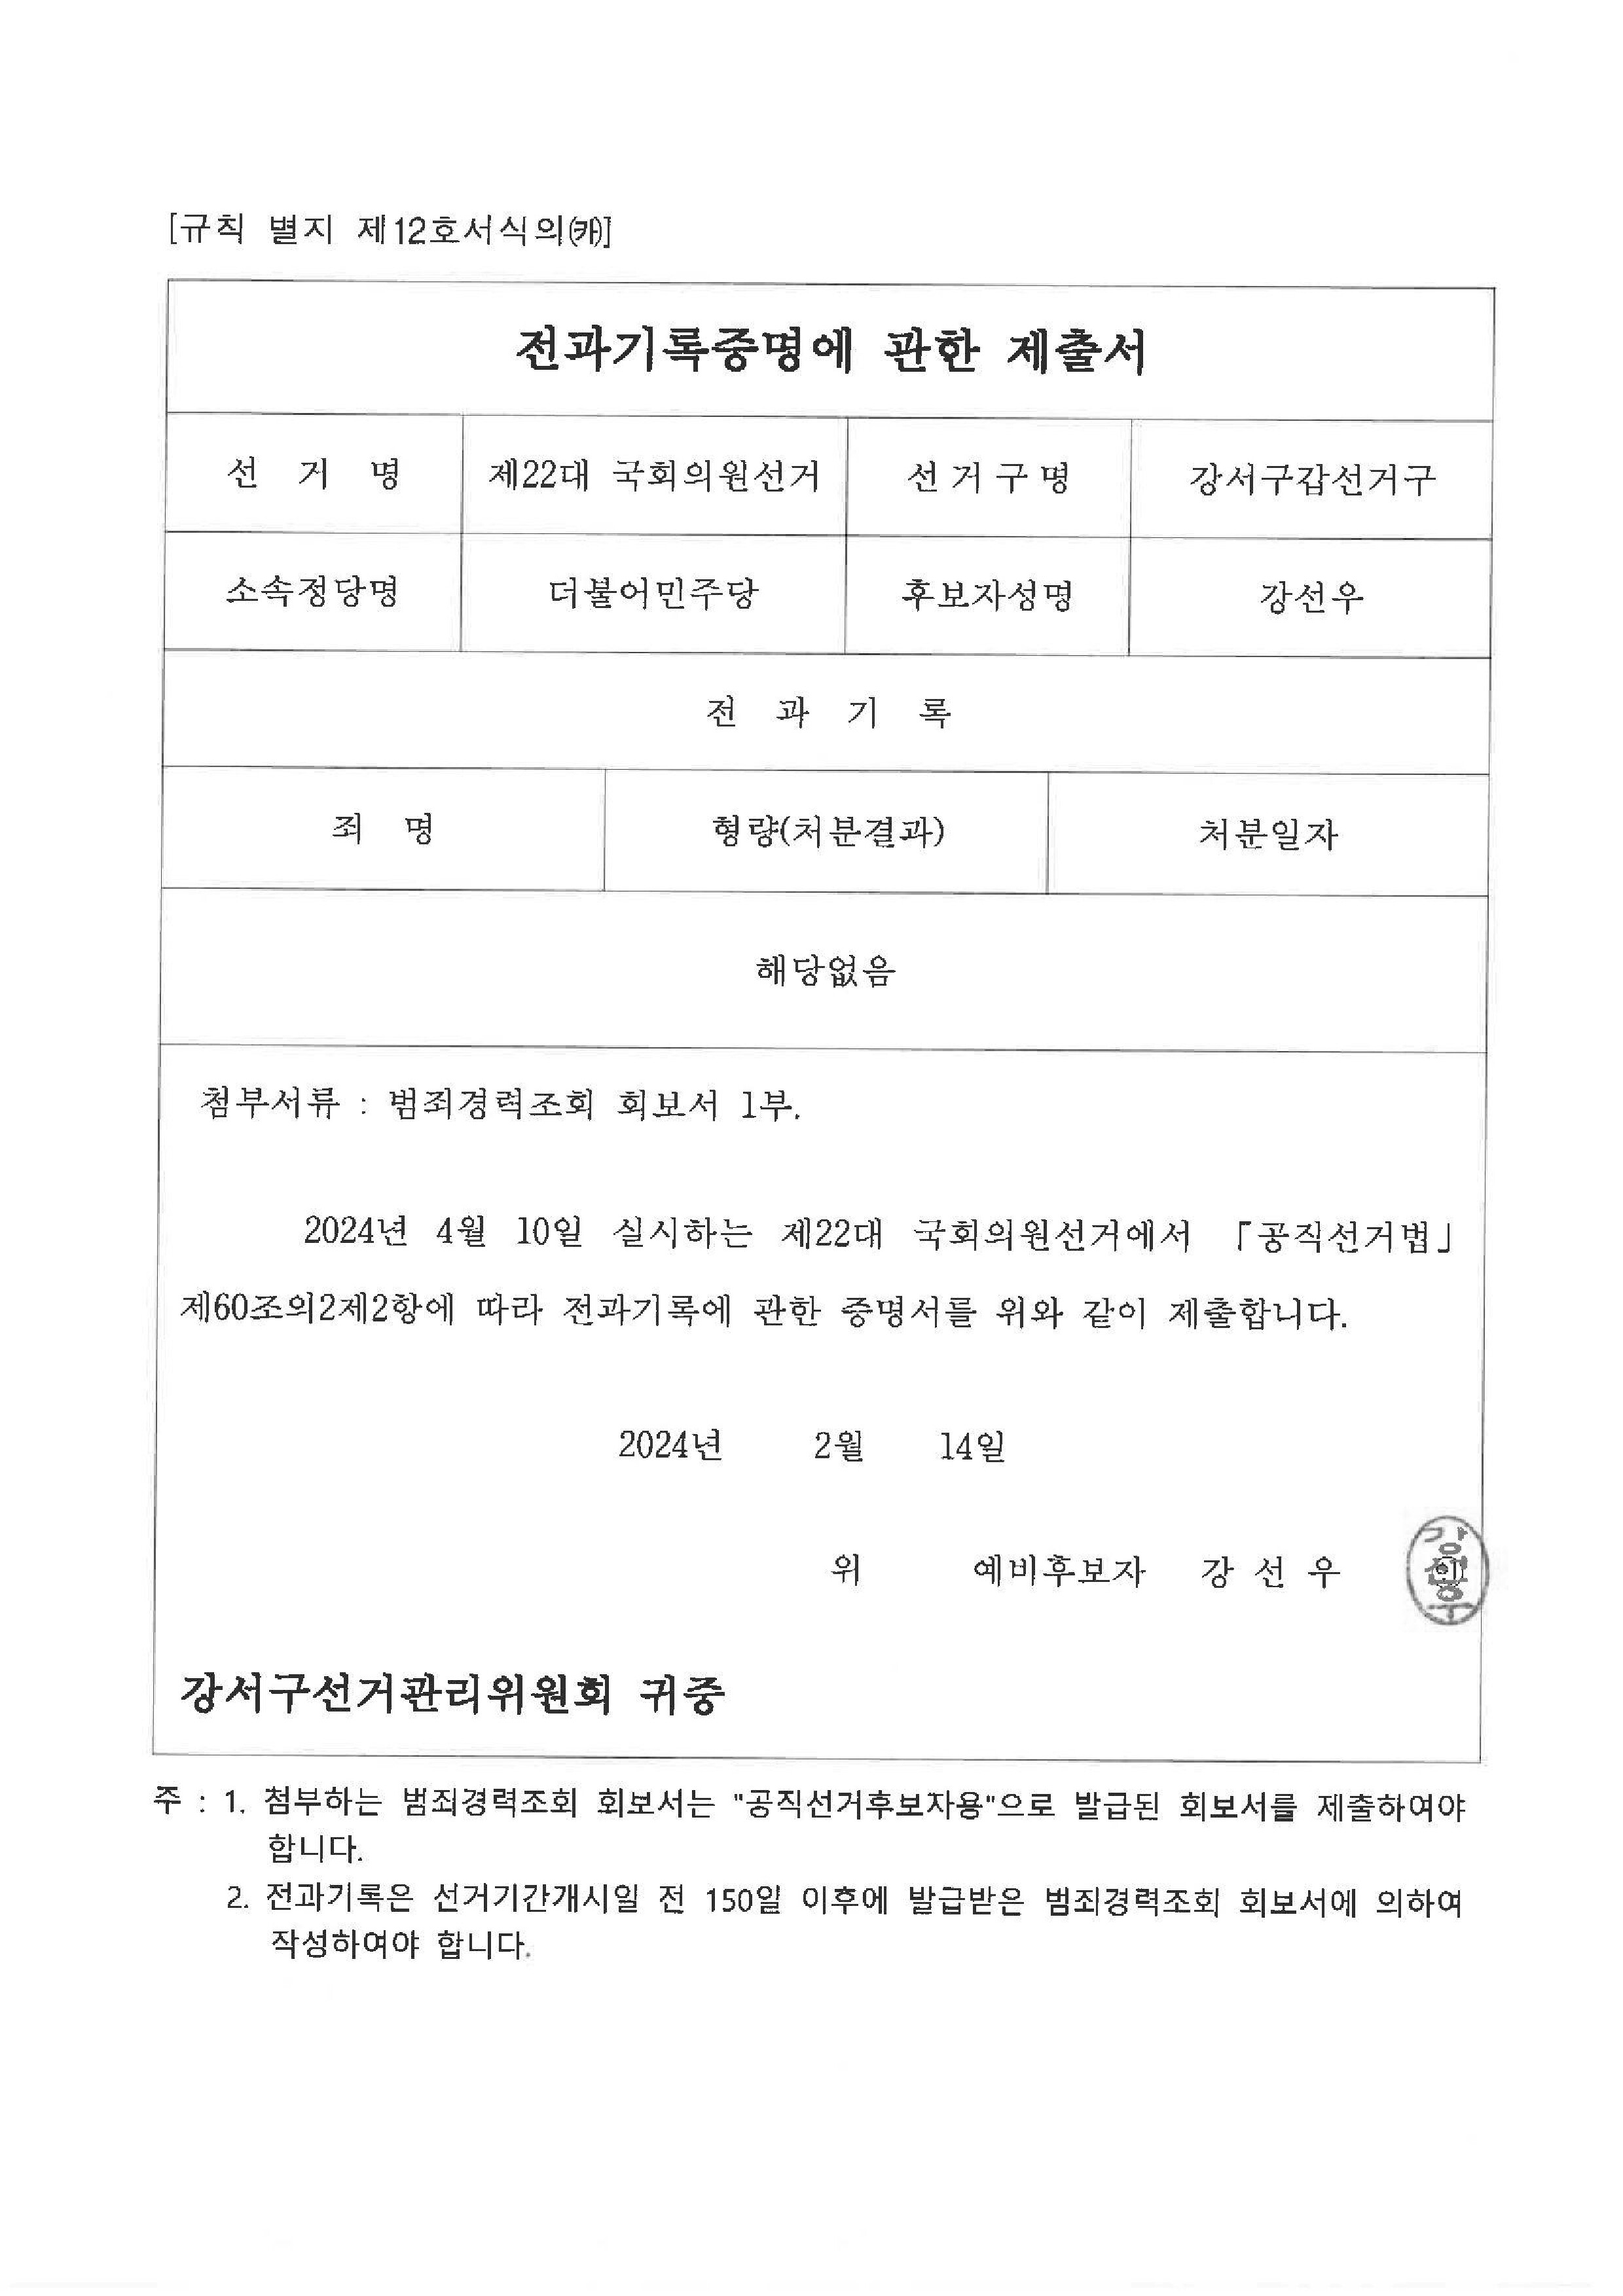 [규칙 별지 제12호서식의㈸]
전과기록증명에 관한 제출서
선 거 명 제22대 국회의원선거 선거구명 강서구갑선거구
소속정당명 더불어민주당 후보자성명 강선우
전 과 기 록
죄 명 형량(처분결과) 처분일자
해당없음
첨부서류 : 범죄경력조회 회보서 1부.
2024년 4월 10일 실시하는 제22대 국회의원선거에서 「공직선거법」
제60조의2제2항에 따라 전과기록에 관한 증명서를 위와 같이 제출합니다.
2024년 2월 14일
위 예비후보자 강 선 우 ㊞
강선우
강서구선거관리위원회 귀중
주 : 1. 첨부하는 범죄경력조회 회보서는 "공직선거후보자용"으로 발급된 회보서를 제출하여야
합니다.
2. 전과기록은 선거기간개시일 전 150일 이후에 발급받은 범죄경력조회 회보서에 의하여
작성하여야 합니다.